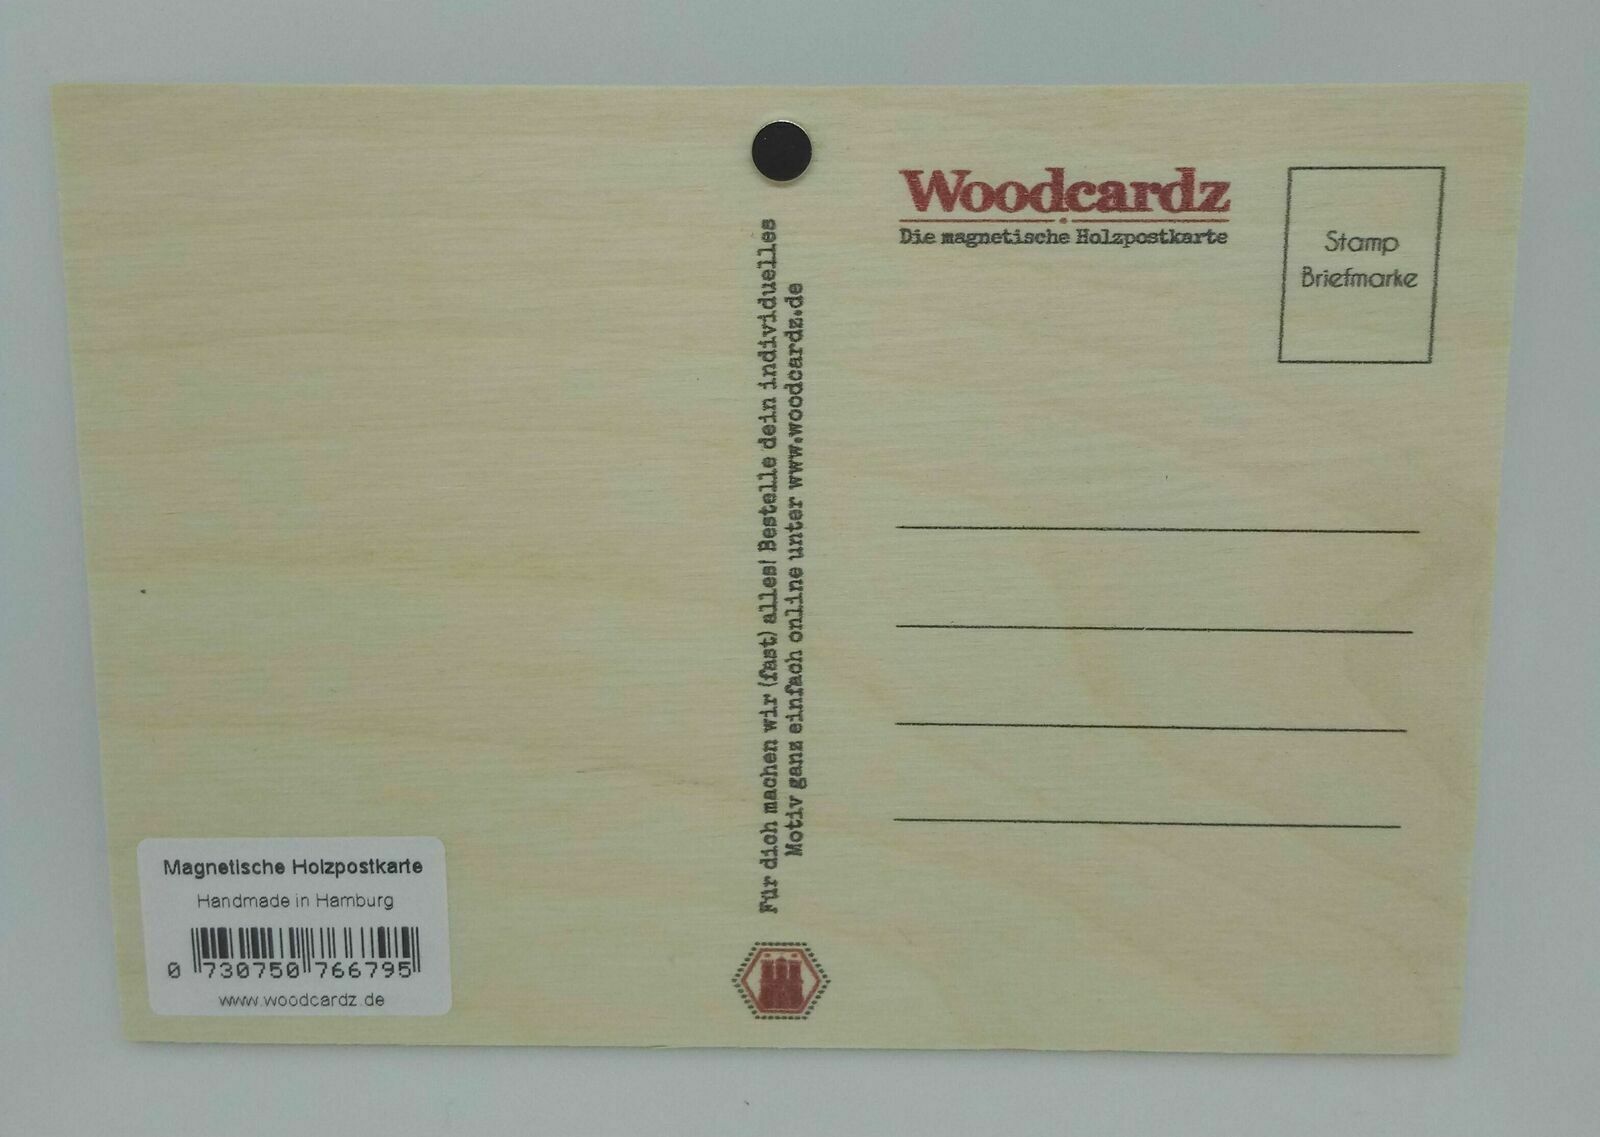 Woodcardz
Die magnetische Holzpostkarte
Stamp
Briefmarke
Für dich machen wir (fast) alles! Bestelle dein individuelles
Motiv ganz einfach online unter www.woodcardz.de
Magnetische Holzpostkarte
Handmade in Hamburg
0 730750 766795
www.woodcardz.de